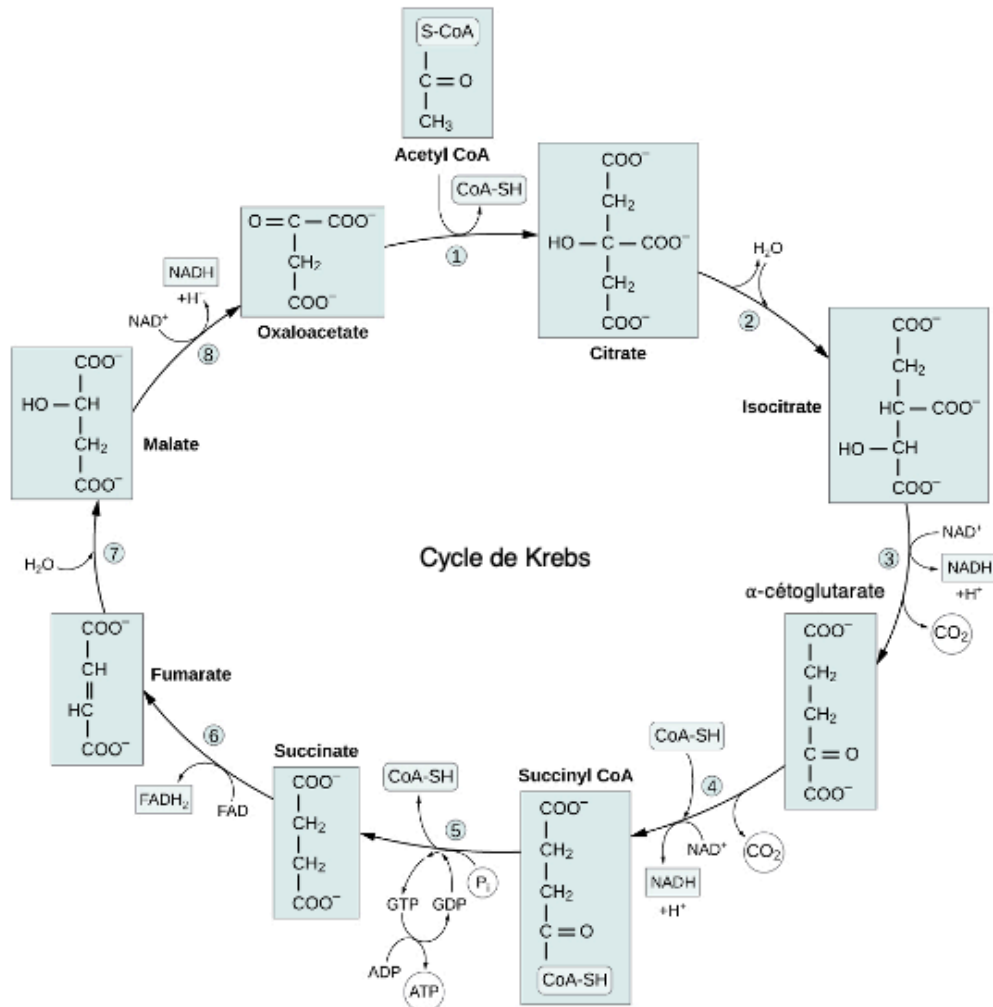 S-CoA
C = O
CH₃
Acetyl CoA
CoA-SH
1
O = C — COO⁻
CH₂
COO⁻
Oxaloacetate
COO⁻
CH₂
HO — C — COO⁻
CH₂
COO⁻
Citrate
H₂O
2
COO⁻
CH₂
HC — COO⁻
HO — CH
COO⁻
Isocitrate
NAD⁺
3
NADH
+H⁺
CO₂
α-cétoglutarate
COO⁻
CH₂
CH₂
C = O
COO⁻
CoA-SH
4
NAD⁺
CO₂
NADH
+H⁺
Succinyl CoA
COO⁻
CH₂
CH₂
C = O
CoA-SH
CoA-SH
5
Pᵢ
GTP
GDP
ADP
ATP
Succinate
COO⁻
CH₂
CH₂
COO⁻
6
FADH₂
FAD
Fumarate
COO⁻
CH
HC
COO⁻
H₂O
7
COO⁻
HO — CH
CH₂
COO⁻
Malate
NADH
NAD⁺
8
Cycle de Krebs